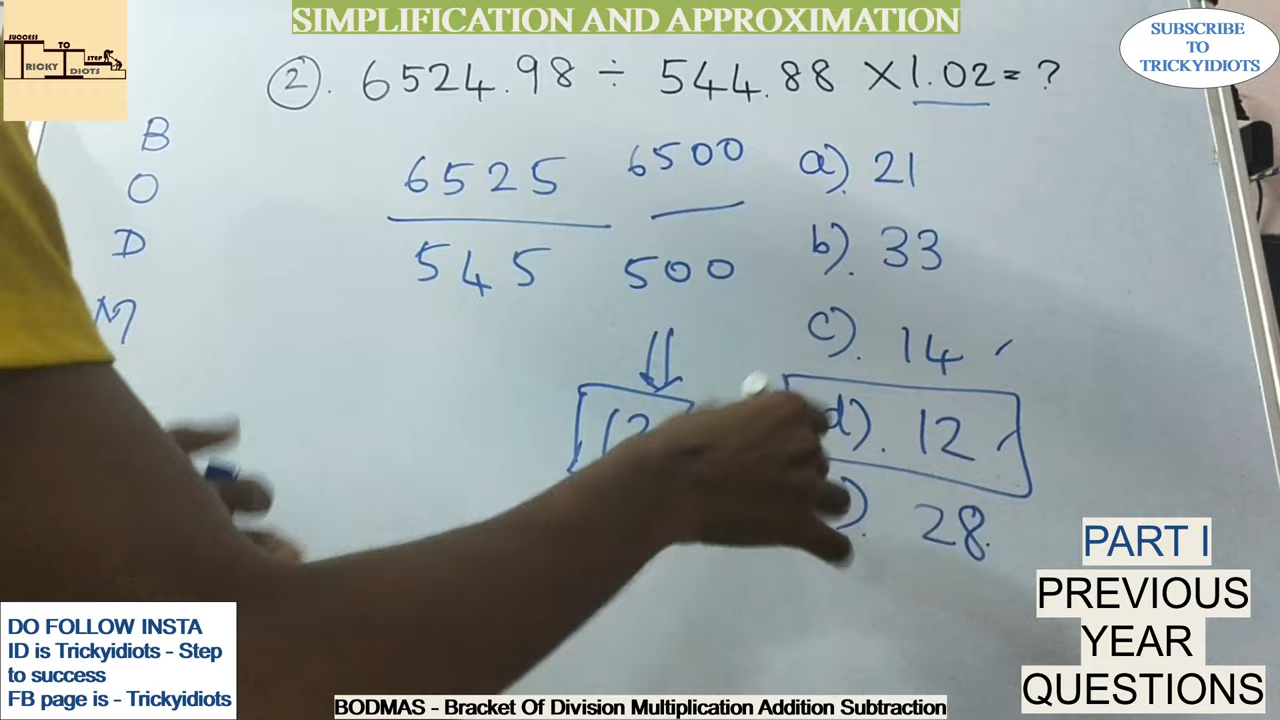 SIMPLIFICATION AND APPROXIMATION
SUCCESS
TO
STEP
TRICKY IDIOTS
SUBSCRIBE
TO
TRICKYIDIOTS
2. 6524.98 ÷ 544.88 X 1.02 = ?
B
O
D
M
6525
545
6500
500
12
a). 21
b). 33
c). 14
d). 12
). 28.
PART I
PREVIOUS
YEAR
QUESTIONS
DO FOLLOW INSTA
ID is Trickyidiots - Step
to success
FB page is - Trickyidiots
BODMAS - Bracket Of Division Multiplication Addition Subtraction